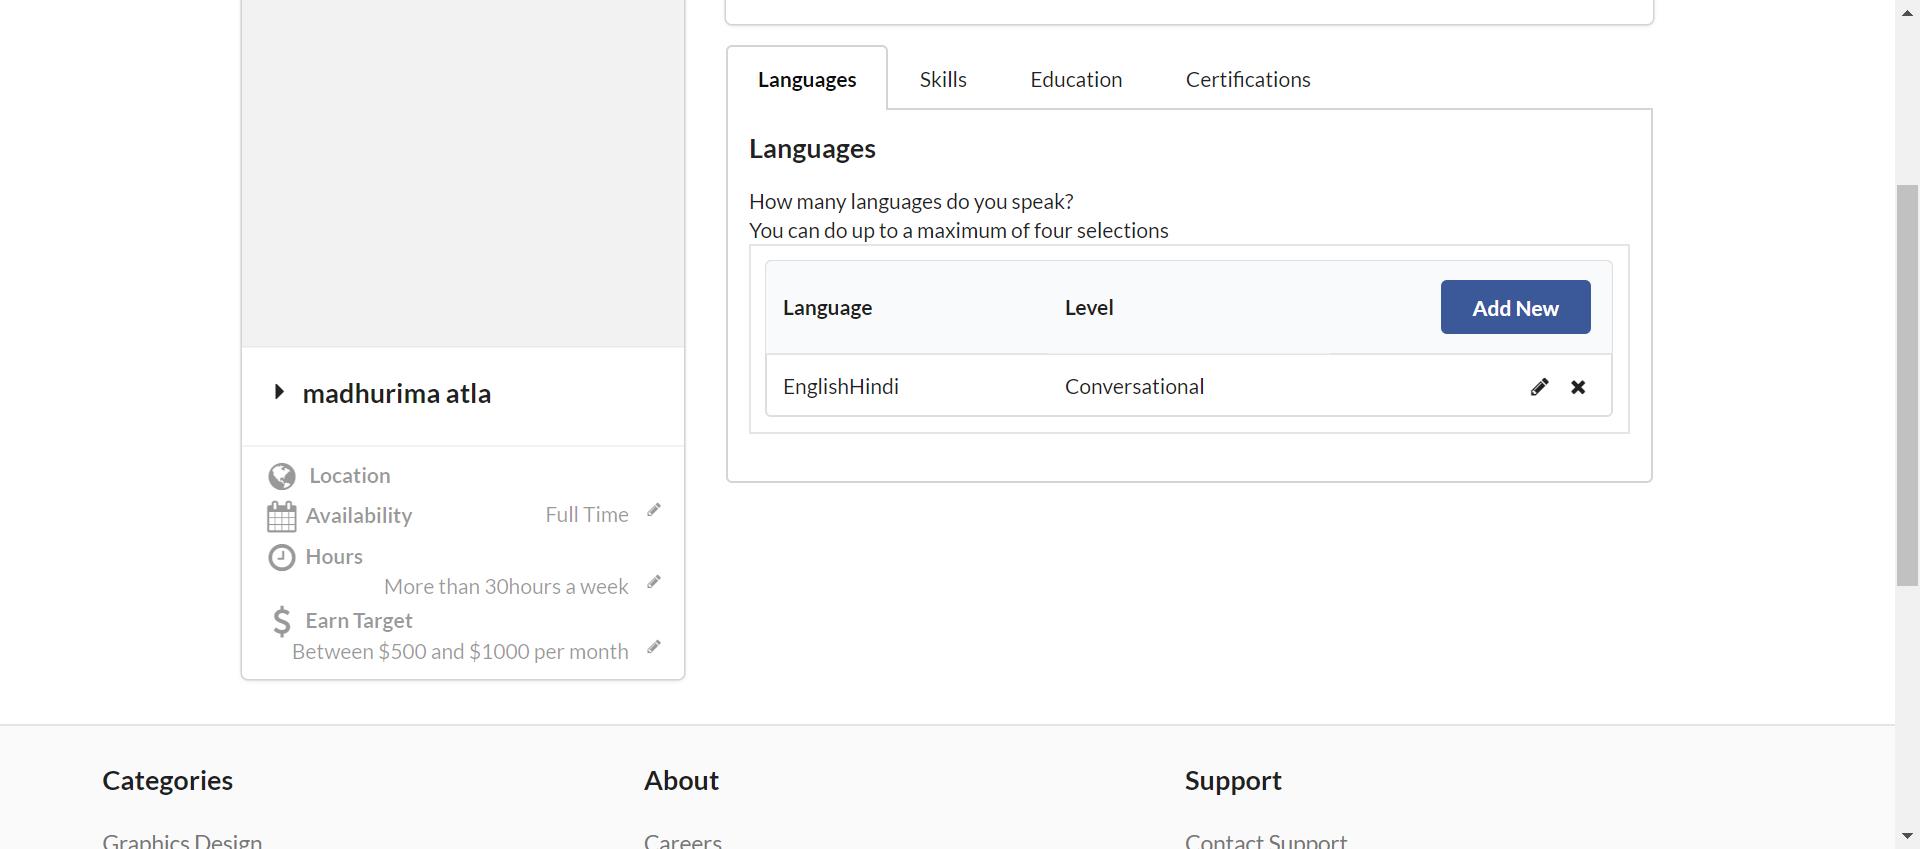 madhurima atla
Location
Availability Full Time
Hours
More than 30hours a week
Earn Target
Between $500 and $1000 per month
Languages Skills Education Certifications
Languages
How many languages do you speak?
You can do up to a maximum of four selections
Language Level Add New
EnglishHindi Conversational
Categories About Support
Graphics Design Careers Contact Support